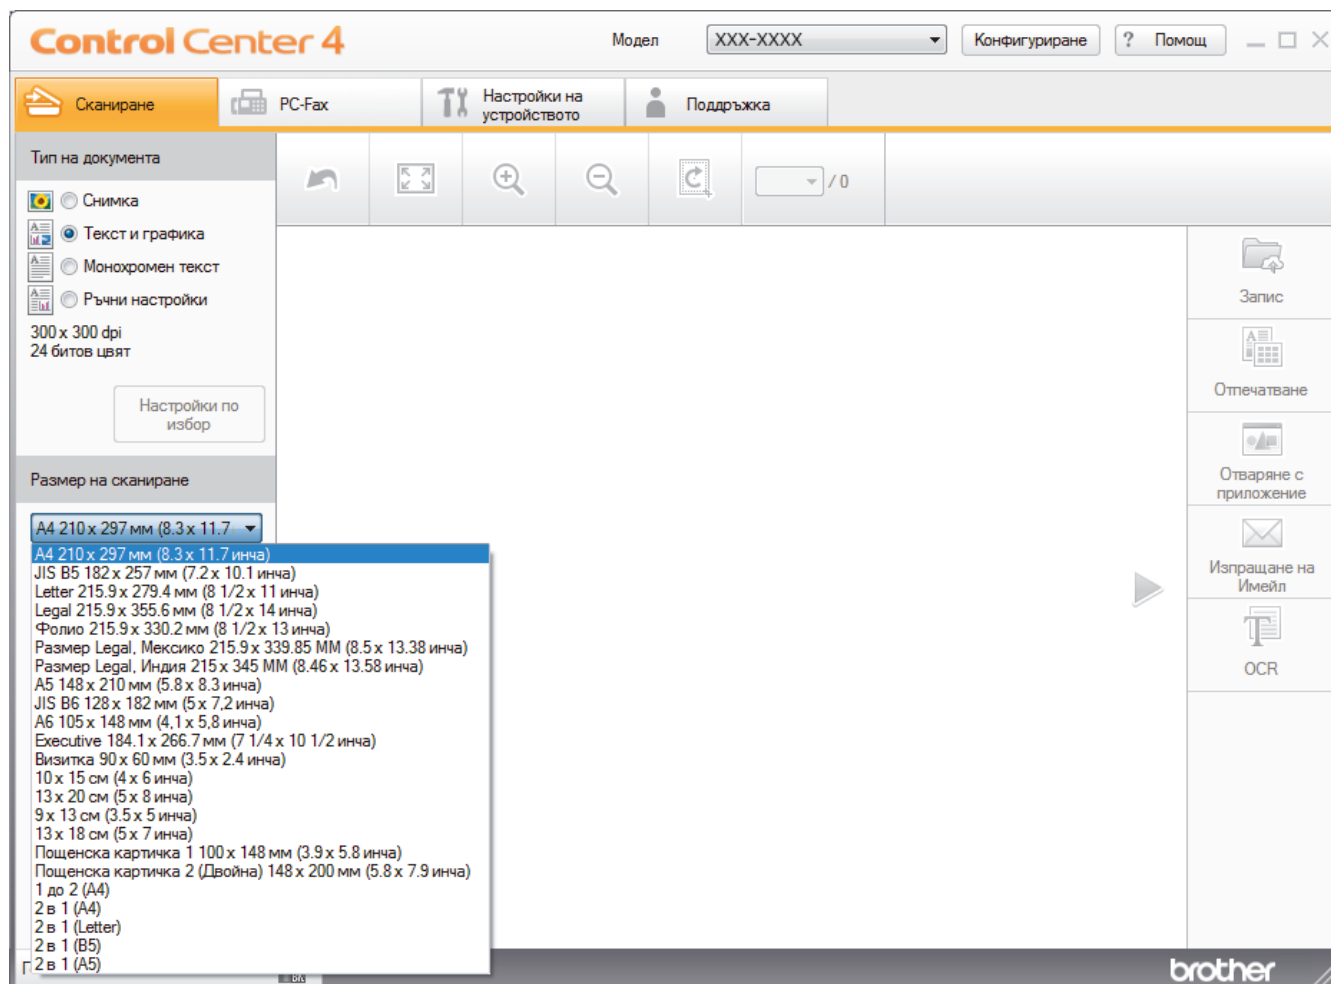 Control Center 4
Модел
XXX-XXXX
Конфигуриране
? Помощ
Сканиране
PC-Fax
Настройки на
устройството
Поддръжка
Тип на документа
/ 0
Снимка
Текст и графика
Монохромен текст
Ръчни настройки
300 x 300 dpi
24 битов цвят
Настройки по
избор
Размер на сканиране
A4 210 x 297 мм (8.3 x 11.7
A4 210 x 297 мм (8.3 x 11.7 инча)
JIS B5 182 x 257 мм (7.2 x 10.1 инча)
Letter 215.9 x 279.4 мм (8 1/2 x 11 инча)
Legal 215.9 x 355.6 мм (8 1/2 x 14 инча)
Фолио 215.9 x 330.2 мм (8 1/2 x 13 инча)
Размер Legal, Мексико 215.9 x 339.85 ММ (8.5 x 13.38 инча)
Размер Legal, Индия 215 x 345 ММ (8.46 x 13.58 инча)
A5 148 x 210 мм (5.8 x 8.3 инча)
JIS B6 128 x 182 мм (5 x 7,2 инча)
A6 105 x 148 мм (4,1 x 5,8 инча)
Executive 184.1 x 266.7 мм (7 1/4 x 10 1/2 инча)
Визитка 90 x 60 мм (3.5 x 2.4 инча)
10 x 15 см (4 x 6 инча)
13 x 20 см (5 x 8 инча)
9 x 13 см (3.5 x 5 инча)
13 x 18 см (5 x 7 инча)
Пощенска картичка 1 100 x 148 мм (3.9 x 5.8 инча)
Пощенска картичка 2 (Двойна) 148 x 200 мм (5.8 x 7.9 инча)
1 до 2 (A4)
2 в 1 (A4)
2 в 1 (Letter)
2 в 1 (B5)
2 в 1 (A5)
Запис
Отпечатване
Отваряне с
приложение
Изпращане на
Имейл
OCR
brother